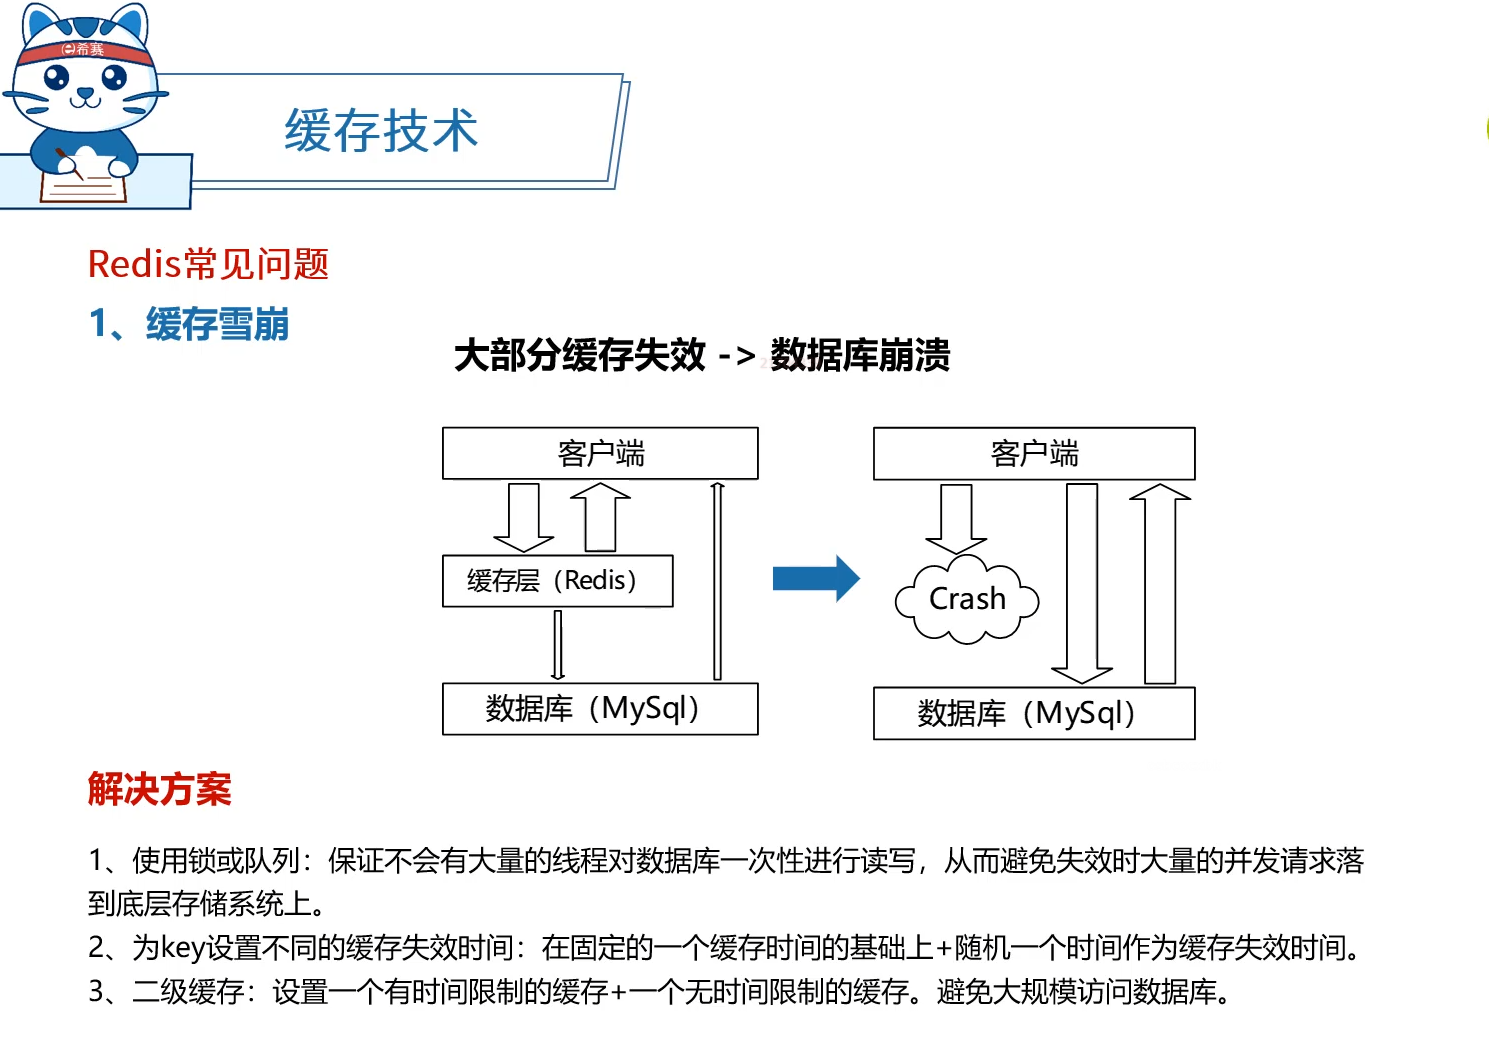 e希赛
缓存技术
Redis常见问题
1、缓存雪崩
大部分缓存失效 -> 数据库崩溃
客户端
客户端
缓存层（Redis）
Crash
数据库（MySql）
数据库（MySql）
解决方案
1、使用锁或队列：保证不会有大量的线程对数据库一次性进行读写，从而避免失效时大量的并发请求落
到底层存储系统上。
2、为key设置不同的缓存失效时间：在固定的一个缓存时间的基础上+随机一个时间作为缓存失效时间。
3、二级缓存：设置一个有时间限制的缓存+一个无时间限制的缓存。避免大规模访问数据库。